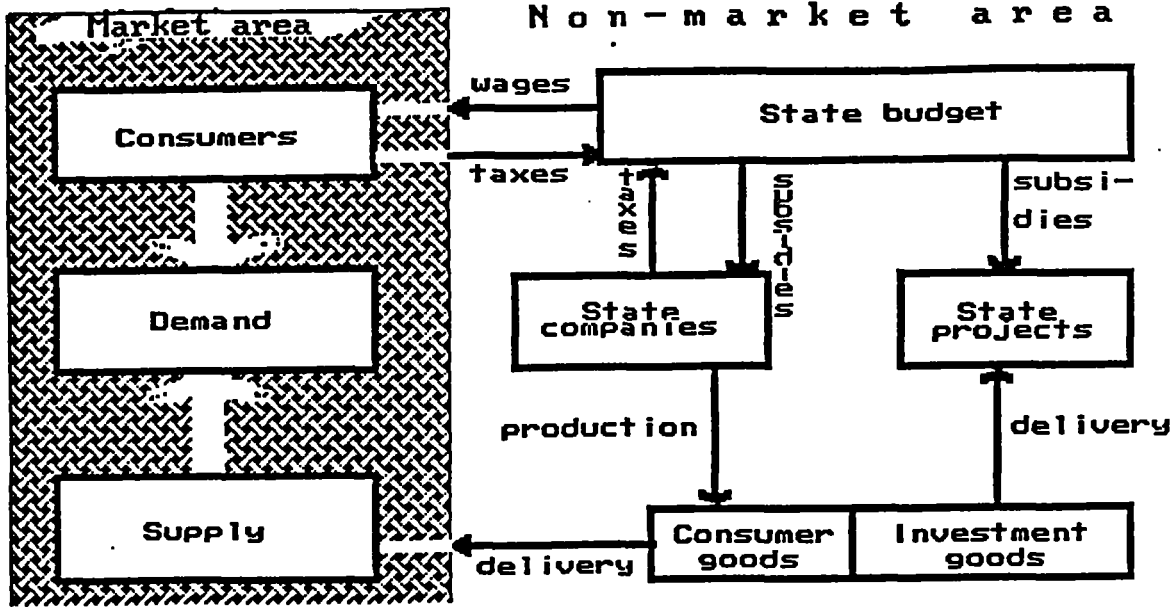 Market area
Non-market area
wages
State budget
Consumers
taxes
taxes
subsidies
subsi-
dies
Demand
State
companies
State
projects
production
delivery
Supply
Consumer
goods
Investment
goods
delivery